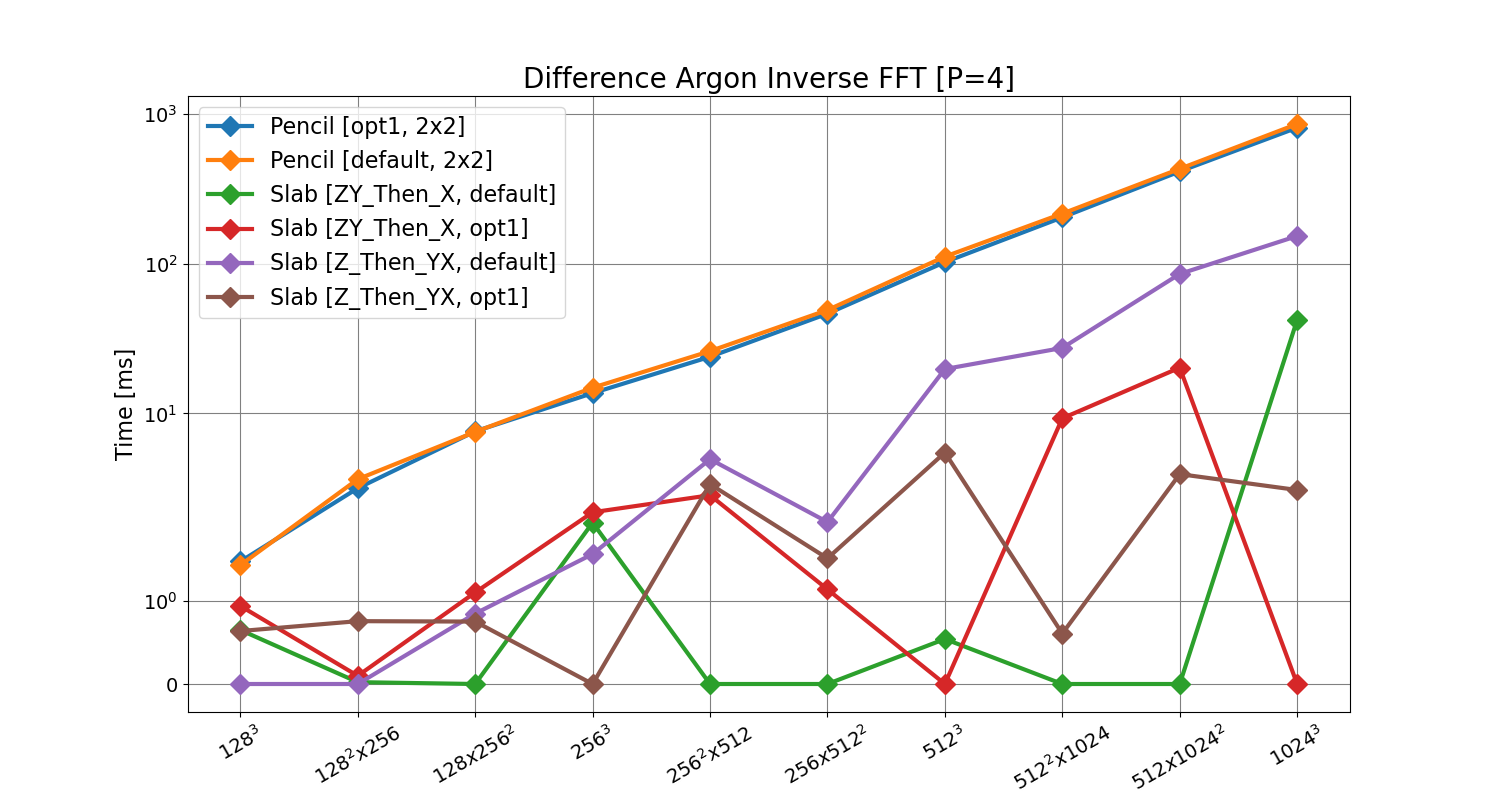 Difference Argon Inverse FFT [P=4]
Time [ms]
10³
10²
10¹
10⁰
0
Pencil [opt1, 2x2]
Pencil [default, 2x2]
Slab [ZY_Then_X, default]
Slab [ZY_Then_X, opt1]
Slab [Z_Then_YX, default]
Slab [Z_Then_YX, opt1]
128³
128²x256
128x256²
256³
256²x512
256x512²
512³
512²x1024
512x1024²
1024³